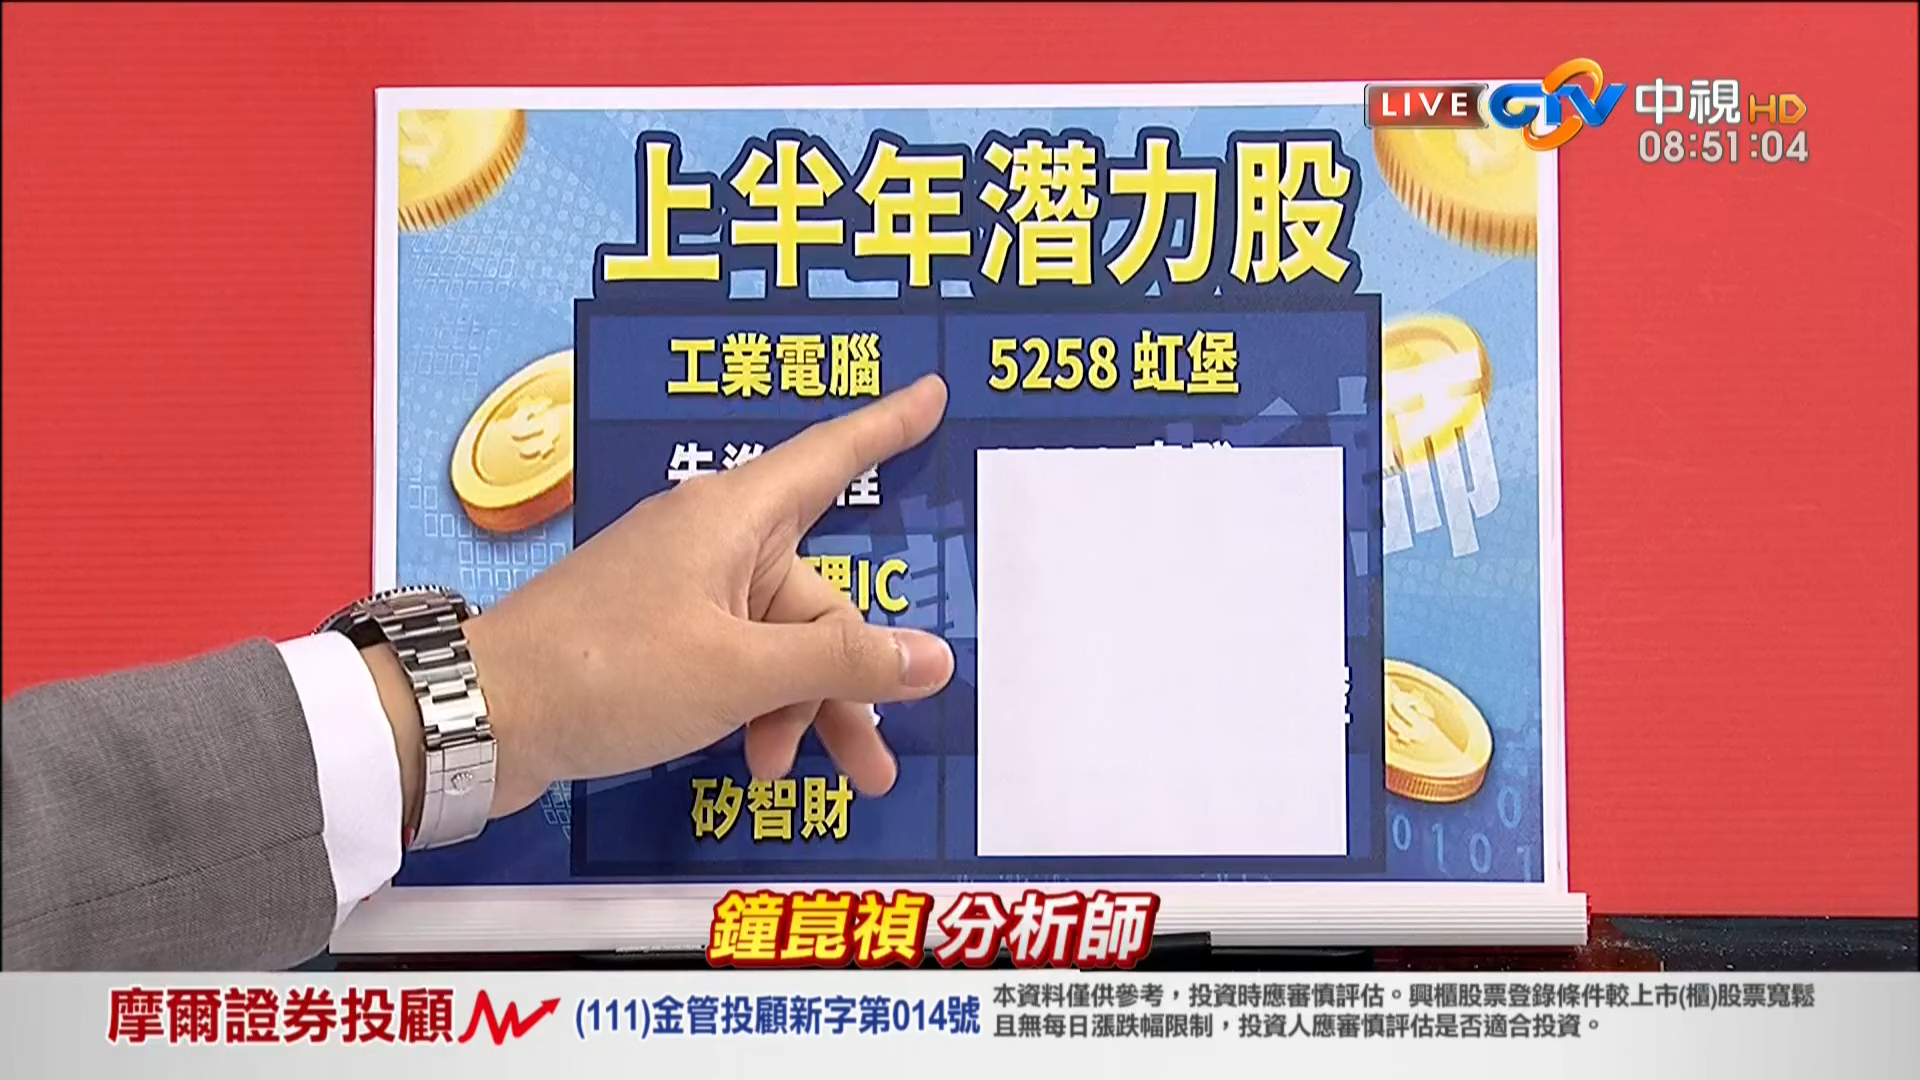 LIVE CTV 中視HD
08:51:04
上半年潛力股
工業電腦 5258 虹堡
IC
矽智財
鐘崑禎 分析師
摩爾證券投顧
(111)金管投顧新字第014號
本資料僅供參考，投資時應審慎評估。興櫃股票登錄條件較上市(櫃)股票寬鬆
且無每日漲跌幅限制，投資人應審慎評估是否適合投資。